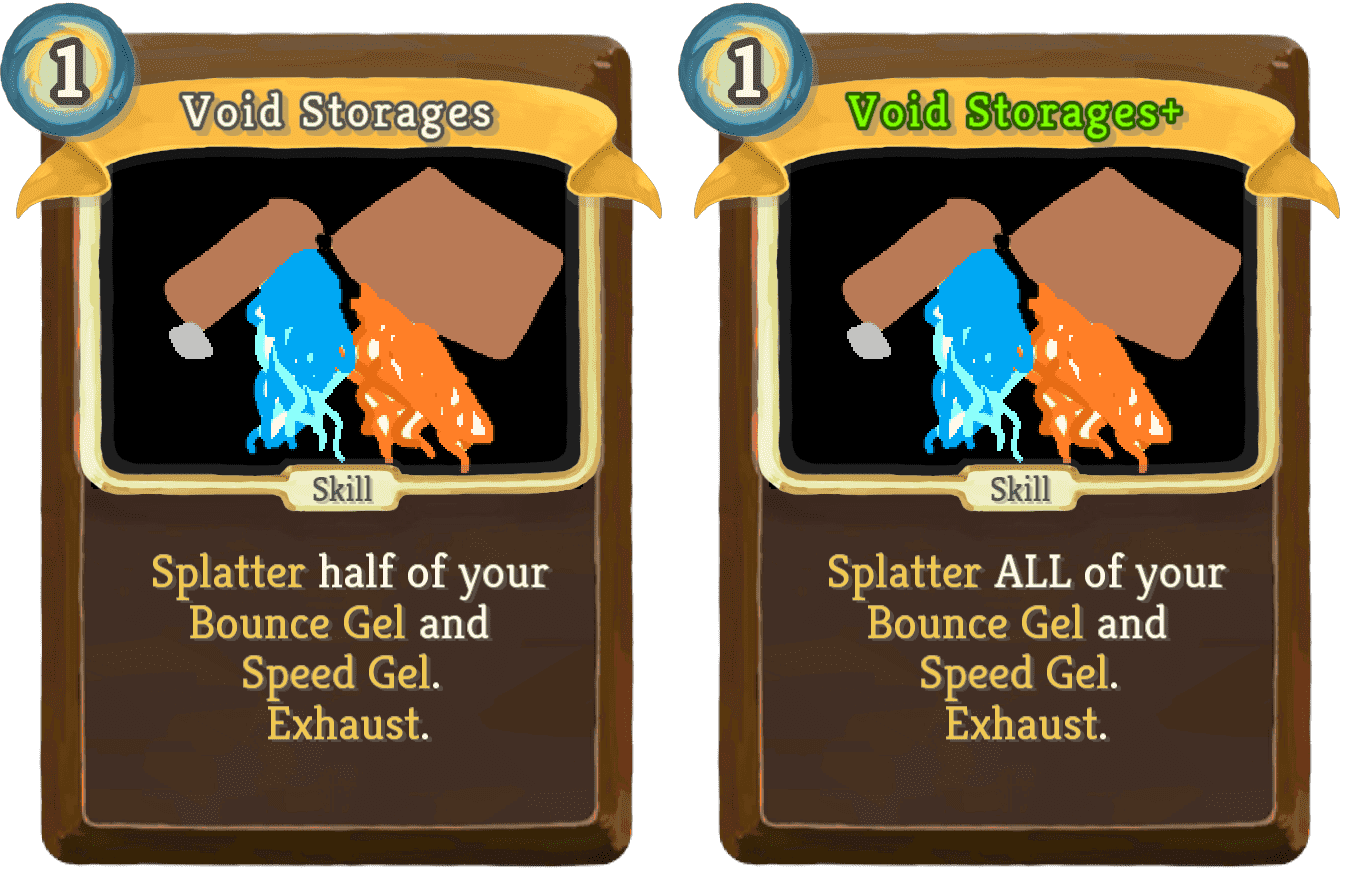 1
Void Storages
Skill
Splatter half of your
Bounce Gel and
Speed Gel.
Exhaust.
1
Void Storages+
Skill
Splatter ALL of your
Bounce Gel and
Speed Gel.
Exhaust.